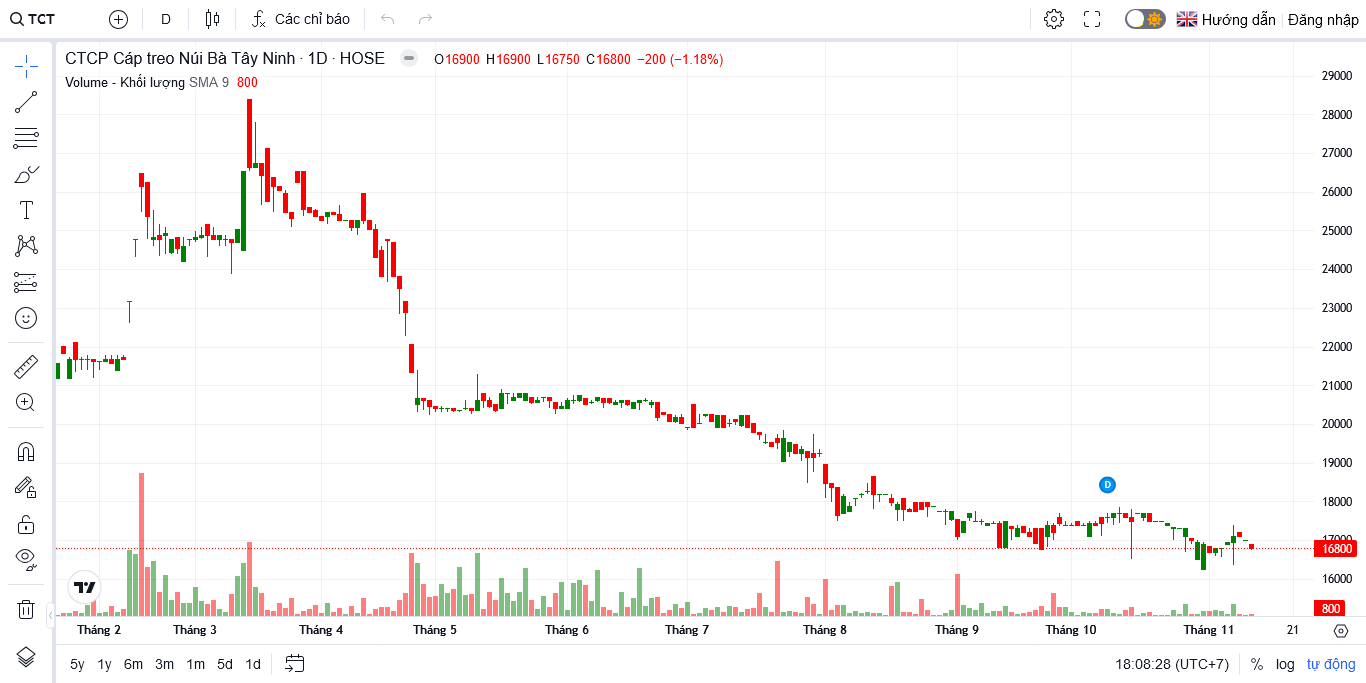 TCT D Các chỉ báo Hướng dẫn Đăng nhập
CTCP Cáp treo Núi Bà Tây Ninh · 1D · HOSE O16900 H16900 L16750 C16800 −200 (−1.18%)
Volume - Khối lượng SMA 9 800
29000
28000
27000
26000
25000
24000
23000
22000
21000
20000
19000
D
18000
17000
16800
16000
800
Tháng 2 Tháng 3 Tháng 4 Tháng 5 Tháng 6 Tháng 7 Tháng 8 Tháng 9 Tháng 10 Tháng 11 21
5y 1y 6m 3m 1m 5d 1d 18:08:28 (UTC+7) % log tự động